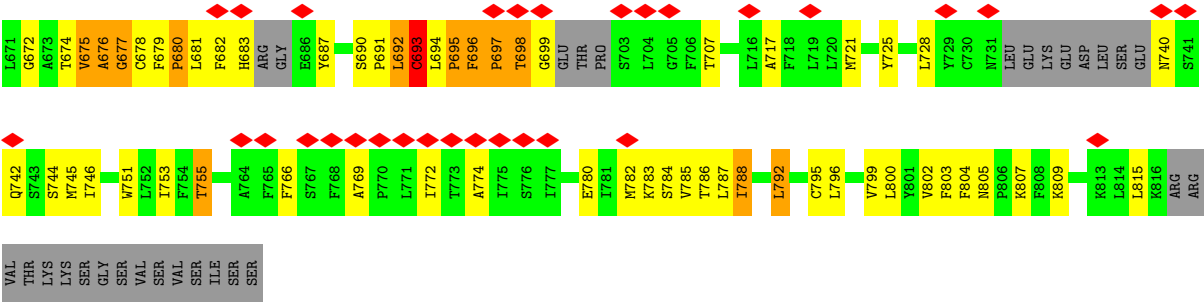 L671 G672 A673 T674 V675 A676 G677 C678 F679 P680 L681 F682 H683 ARG GLY E686 Y687 S690 P691 L692 C693 L694 P695 F696 P697 T698 G699 GLU THR PRO S703 L704 G705 F706 T707 L716 A717 F718 L719 L720 M721 Y725 L728 Y729 C730 N731 LEU GLU LYS GLU ASP LEU SER GLU N740 S741
Q742 S743 S744 M745 I746 W751 L752 I753 F754 T755 A764 F765 F766 S767 F768 A769 P770 L771 I772 T773 A774 I775 S776 I777 E780 I781 M782 K783 S784 V785 T786 L787 I788 L792 C795 L796 V799 L800 Y801 V802 F803 F804 N805 P806 K807 F808 K809 K813 L814 L815 K816 ARG ARG
VAL THR LYS LYS SER GLY SER VAL SER VAL SER ILE SER SER